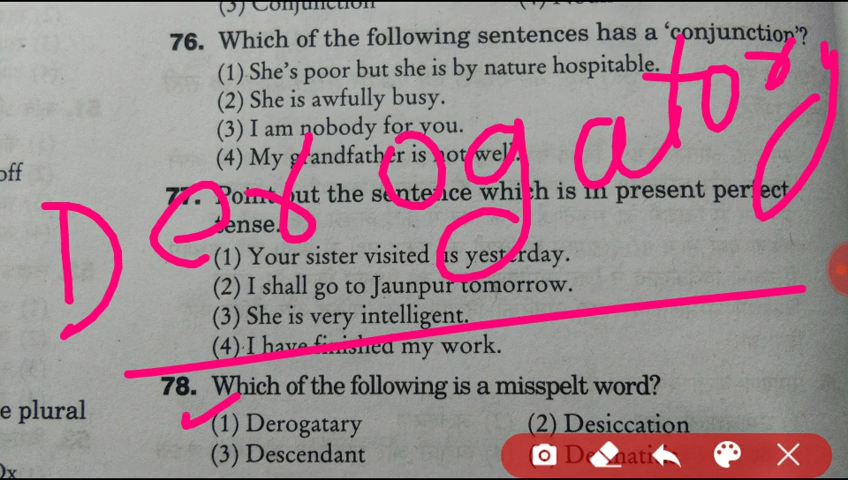 (3) Conjunction
76. Which of the following sentences has a ‘conjunction’?
(1) She’s poor but she is by nature hospitable.
(2) She is awfully busy.
(3) I am nobody for you.
(4) My grandfather is not well.
off
77. Point out the sentence which is in present perfect
tense.
Derogatory
(1) Your sister visited us yesterday.
(2) I shall go to Jaunpur tomorrow.
(3) She is very intelligent.
(4) I have finished my work.
78. Which of the following is a misspelt word?
e plural
(1) Derogatary (2) Desiccation
(3) Descendant